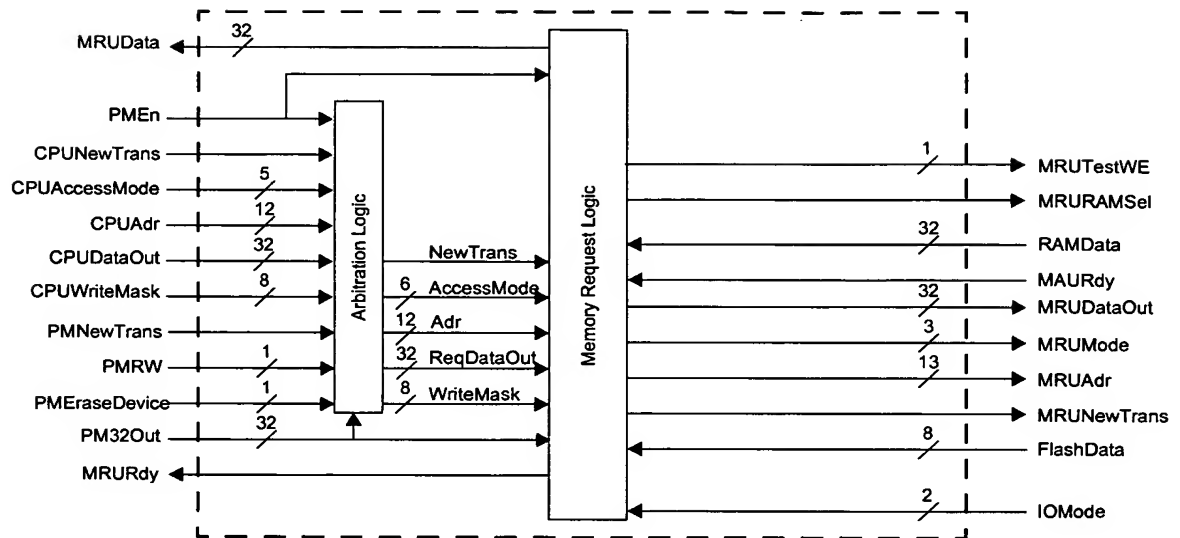 MRUData
32
PMEn
CPUNewTrans
CPUAccessMode
5
CPUAdr
12
CPUDataOut
32
CPUWriteMask
8
PMNewTrans
PMRW
1
PMEraseDevice
1
PM32Out
32
MRURdy
Arbitration Logic
NewTrans
6
AccessMode
12
Adr
32
ReqDataOut
8
WriteMask
Memory Request Logic
1
MRUTestWE
MRURAMSel
32
RAMData
MAURdy
32
MRUDataOut
3
MRUMode
13
MRUAdr
MRUNewTrans
8
FlashData
2
IOMode